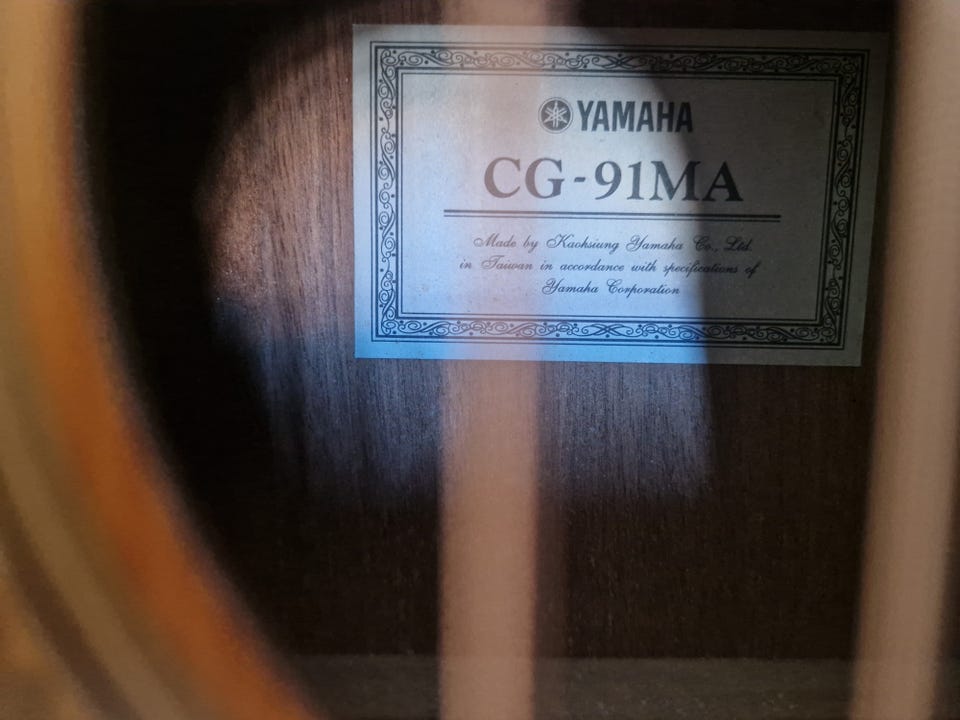 YAMAHA
CG-91MA
Made by Kaohsiung Yamaha Co., Ltd.
in Taiwan in accordance with specifications of
Yamaha Corporation